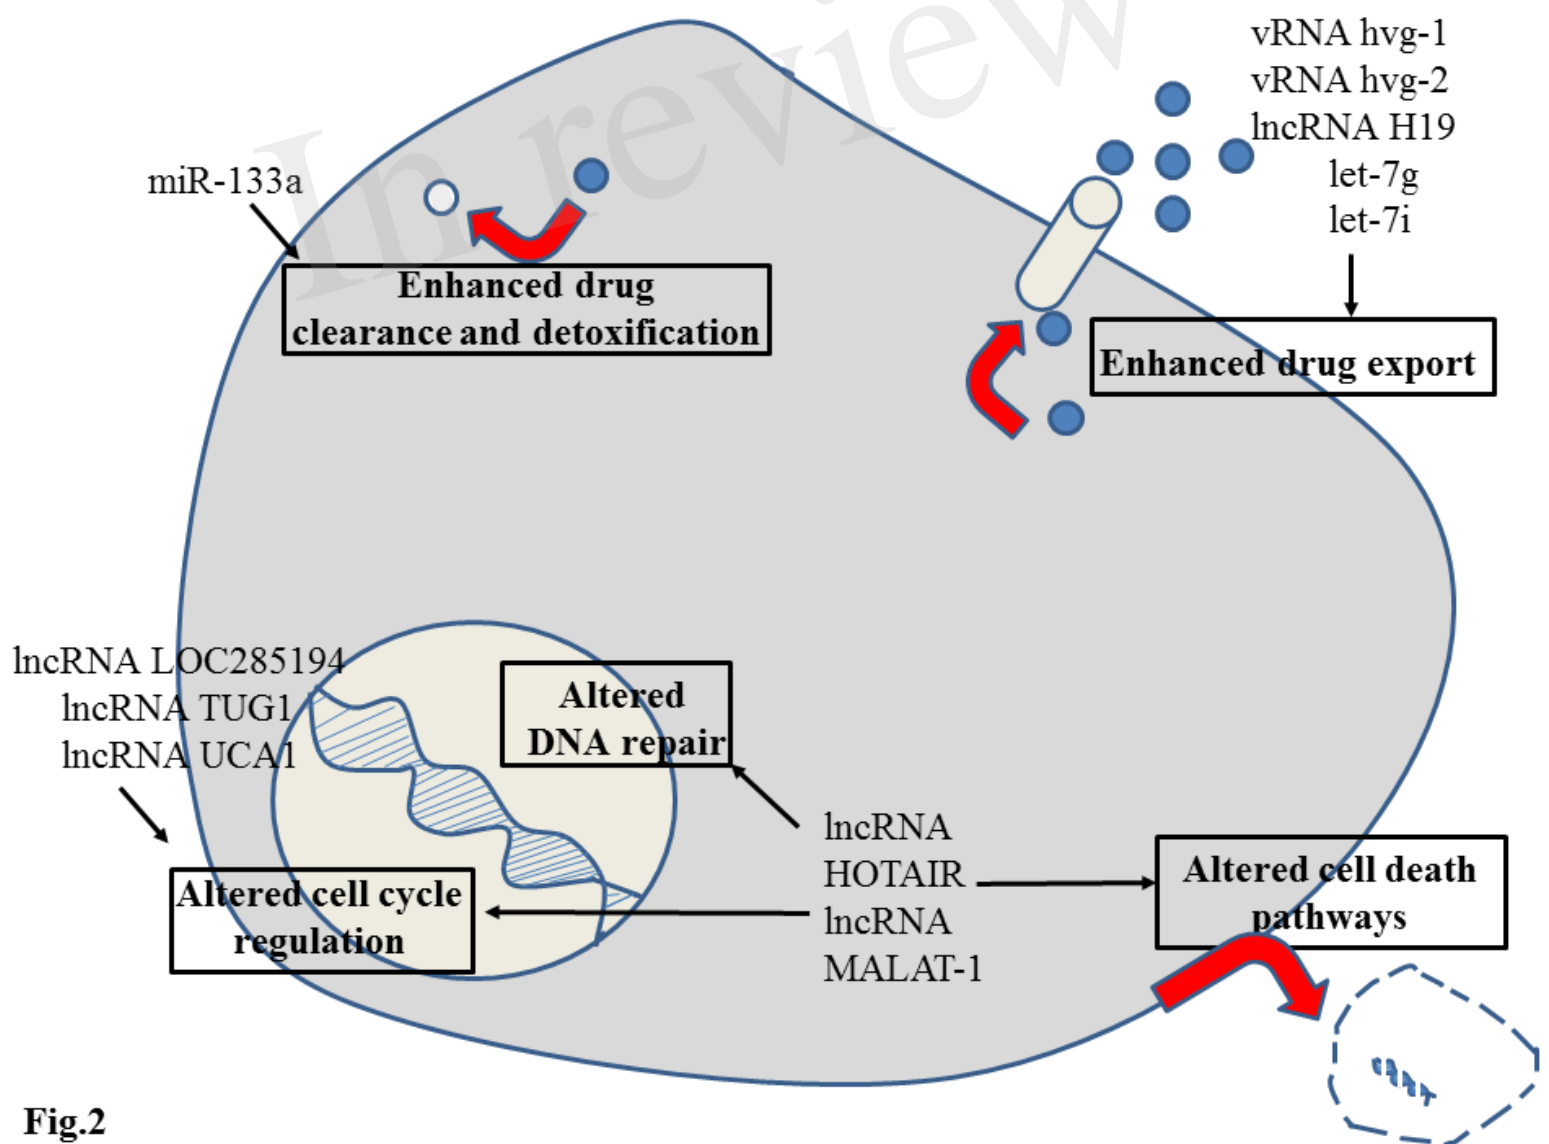 In review
vRNA hvg-1
vRNA hvg-2
lncRNA H19
let-7g
let-7i
miR-133a
Enhanced drug
clearance and detoxification
Enhanced drug export
lncRNA LOC285194
lncRNA TUG1
lncRNA UCA1
Altered
DNA repair
lncRNA
HOTAIR
lncRNA
MALAT-1
Altered cell death
pathways
Altered cell cycle
regulation
Fig.2